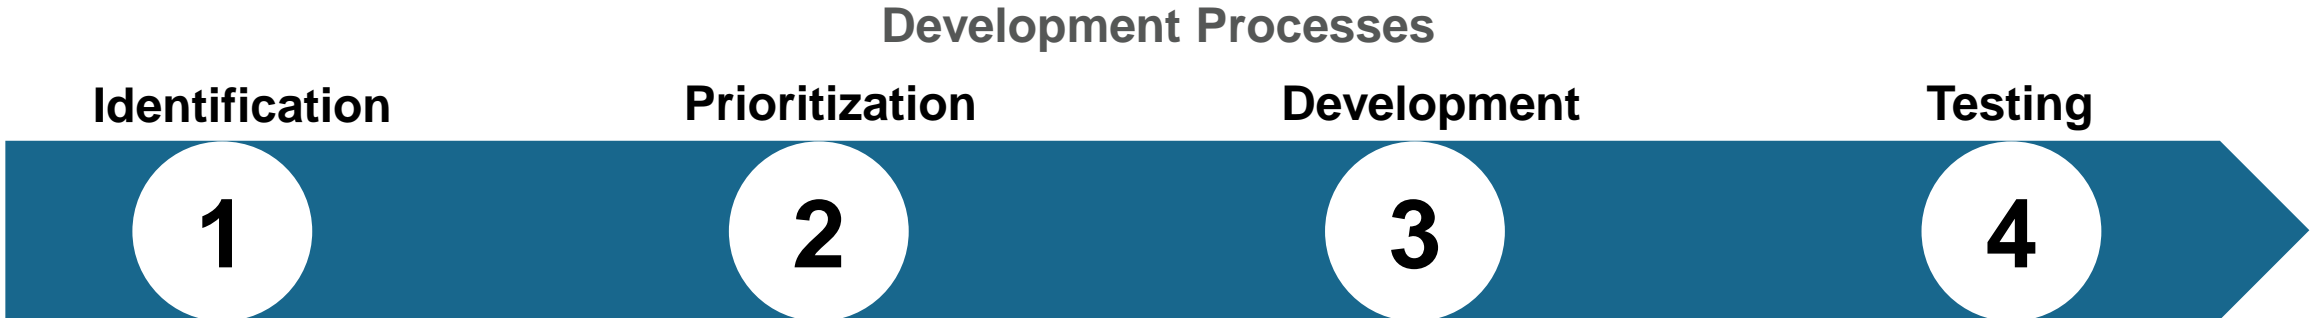 Development Processes
Identification
Prioritization
Development
Testing
1
2
3
4